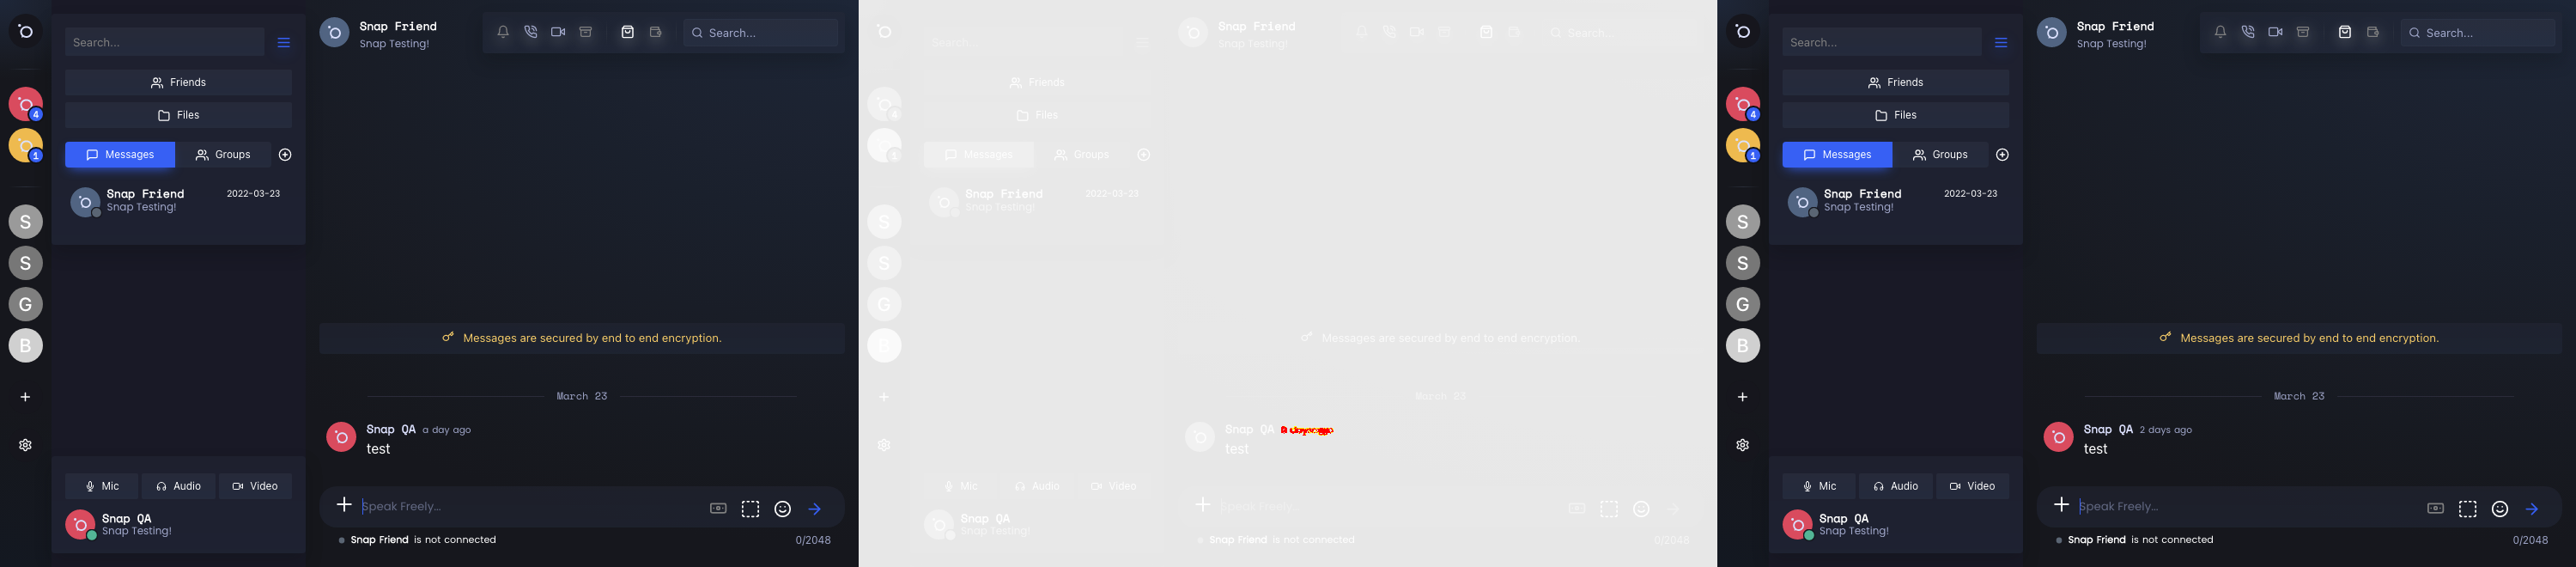 Search...
Friends
Files
Messages
Groups
Snap Friend
2022-03-23
Snap Testing!
4
1
S
S
G
B
Mic
Audio
Video
Snap QA
Snap Testing!
Snap Friend
Snap Testing!
Search...
Messages are secured by end to end encryption.
March 23
Snap QA a day ago
test
Speak Freely...
Snap Friend is not connected
0/2048
Search...
Friends
Files
Messages
Groups
Snap Friend
2022-03-23
Snap Testing!
4
1
S
S
G
B
Mic
Audio
Video
Snap QA
Snap Testing!
Snap Friend
Snap Testing!
Search...
Messages are secured by end to end encryption.
March 23
Snap QA
test
Speak Freely...
Snap Friend is not connected
0/2048
Search...
Friends
Files
Messages
Groups
Snap Friend
2022-03-23
Snap Testing!
4
1
S
S
G
B
Mic
Audio
Video
Snap QA
Snap Testing!
Snap Friend
Snap Testing!
Search...
Messages are secured by end to end encryption.
March 23
Snap QA 2 days ago
test
Speak Freely...
Snap Friend is not connected
0/2048